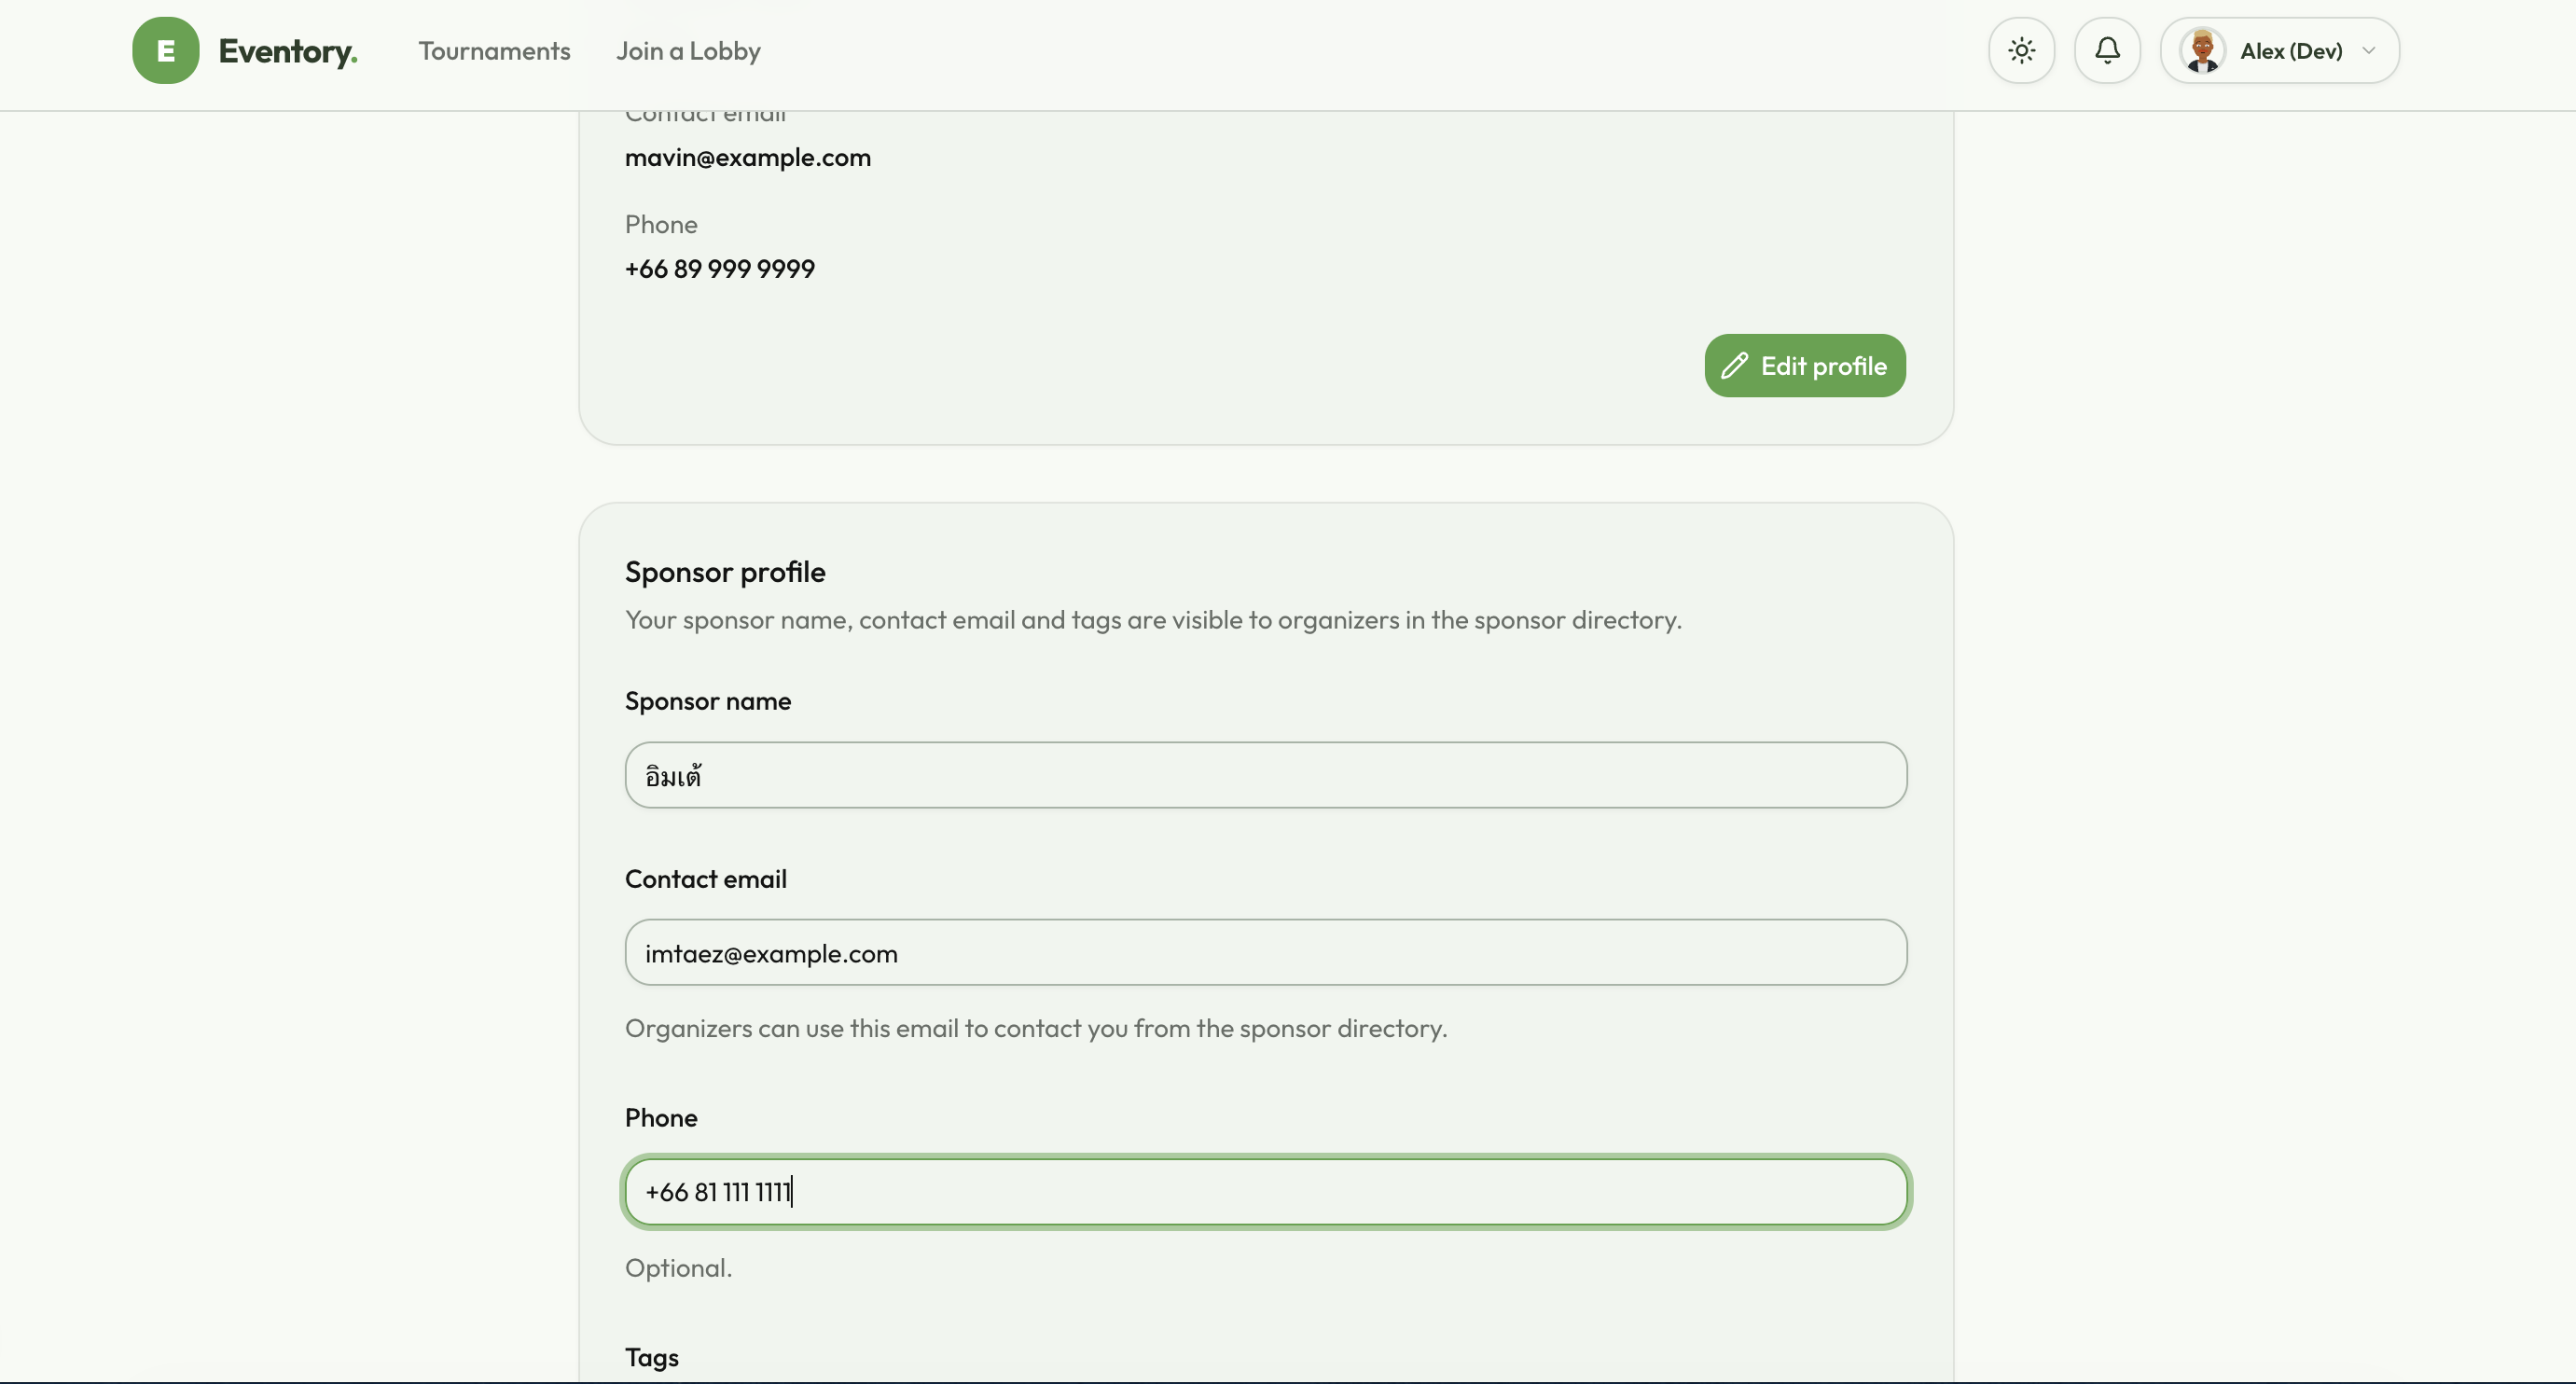 E Eventory. Tournaments Join a Lobby Alex (Dev)
Contact email
mavin@example.com
Phone
+66 89 999 9999
Edit profile
Sponsor profile
Your sponsor name, contact email and tags are visible to organizers in the sponsor directory.
Sponsor name
อิมเต้
Contact email
imtaez@example.com
Organizers can use this email to contact you from the sponsor directory.
Phone
+66 81 111 1111
Optional.
Tags